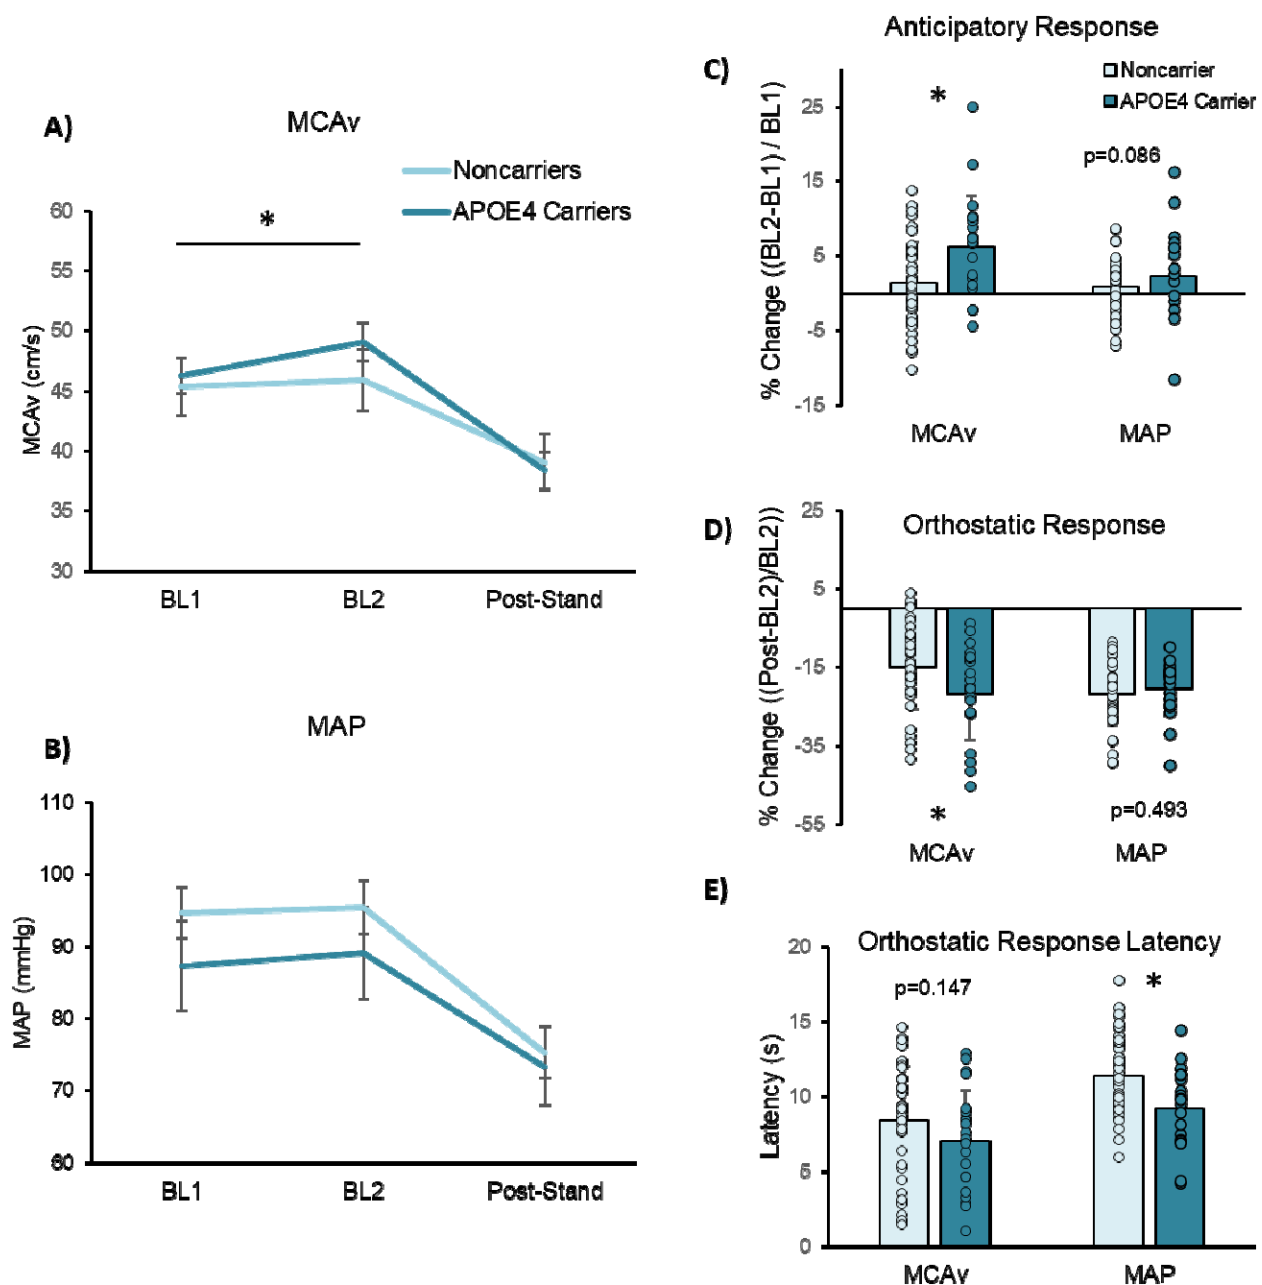 A)
MCAv
Noncarriers
APOE4 Carriers
*
60
55
50
45
40
35
30
MCAv (cm/s)
BL1 BL2 Post-Stand
B)
MAP
110
100
90
80
70
60
MAP (mmHg)
BL1 BL2 Post-Stand
C)
Anticipatory Response
Noncarrier
APOE4 Carrier
*
p=0.086
25
15
5
-5
-15
% Change ((BL2-BL1) / BL1)
MCAv MAP
D)
Orthostatic Response
25
5
-15
-35
-55
% Change ((Post-BL2)/BL2))
*
p=0.493
MCAv MAP
E)
Orthostatic Response Latency
p=0.147
*
20
15
10
5
0
Latency (s)
MCAv MAP